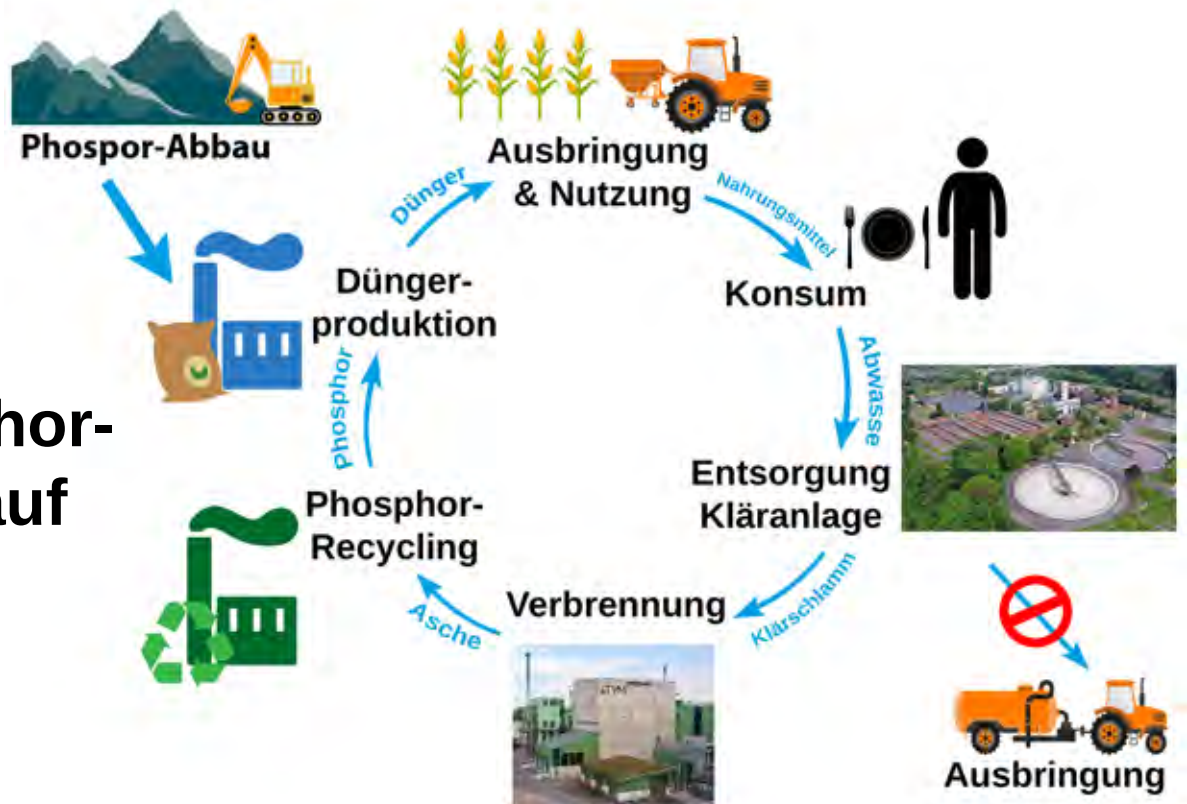 Phospor-Abbau
Ausbringung
& Nutzung
Dünger
Nahrungsmittel
Dünger-
produktion
Konsum
Phosphor
Abwasse
hor-
auf
Entsorgung
Kläranlage
Phosphor-
Recycling
Verbrennung
Klärschlamm
Asche
Ausbringung